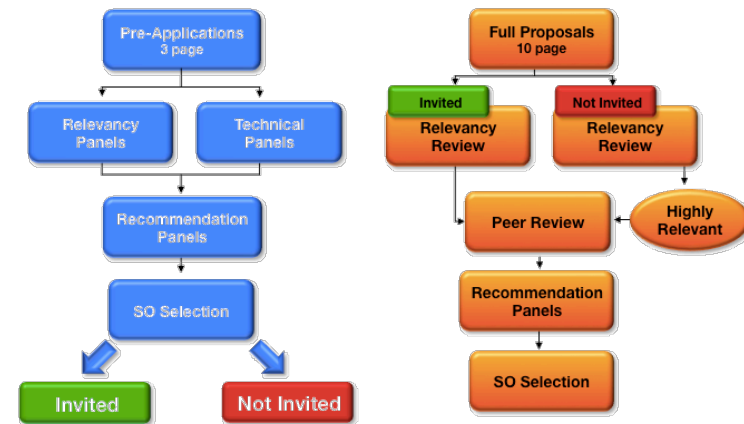 Pre-Applications
3 page
Relevancy
Panels
Technical
Panels
Recommendation
Panels
SO Selection
Invited
Not Invited
Full Proposals
10 page
Invited
Relevancy
Review
Not Invited
Relevancy
Review
Peer Review
Highly
Relevant
Recommendation
Panels
SO Selection